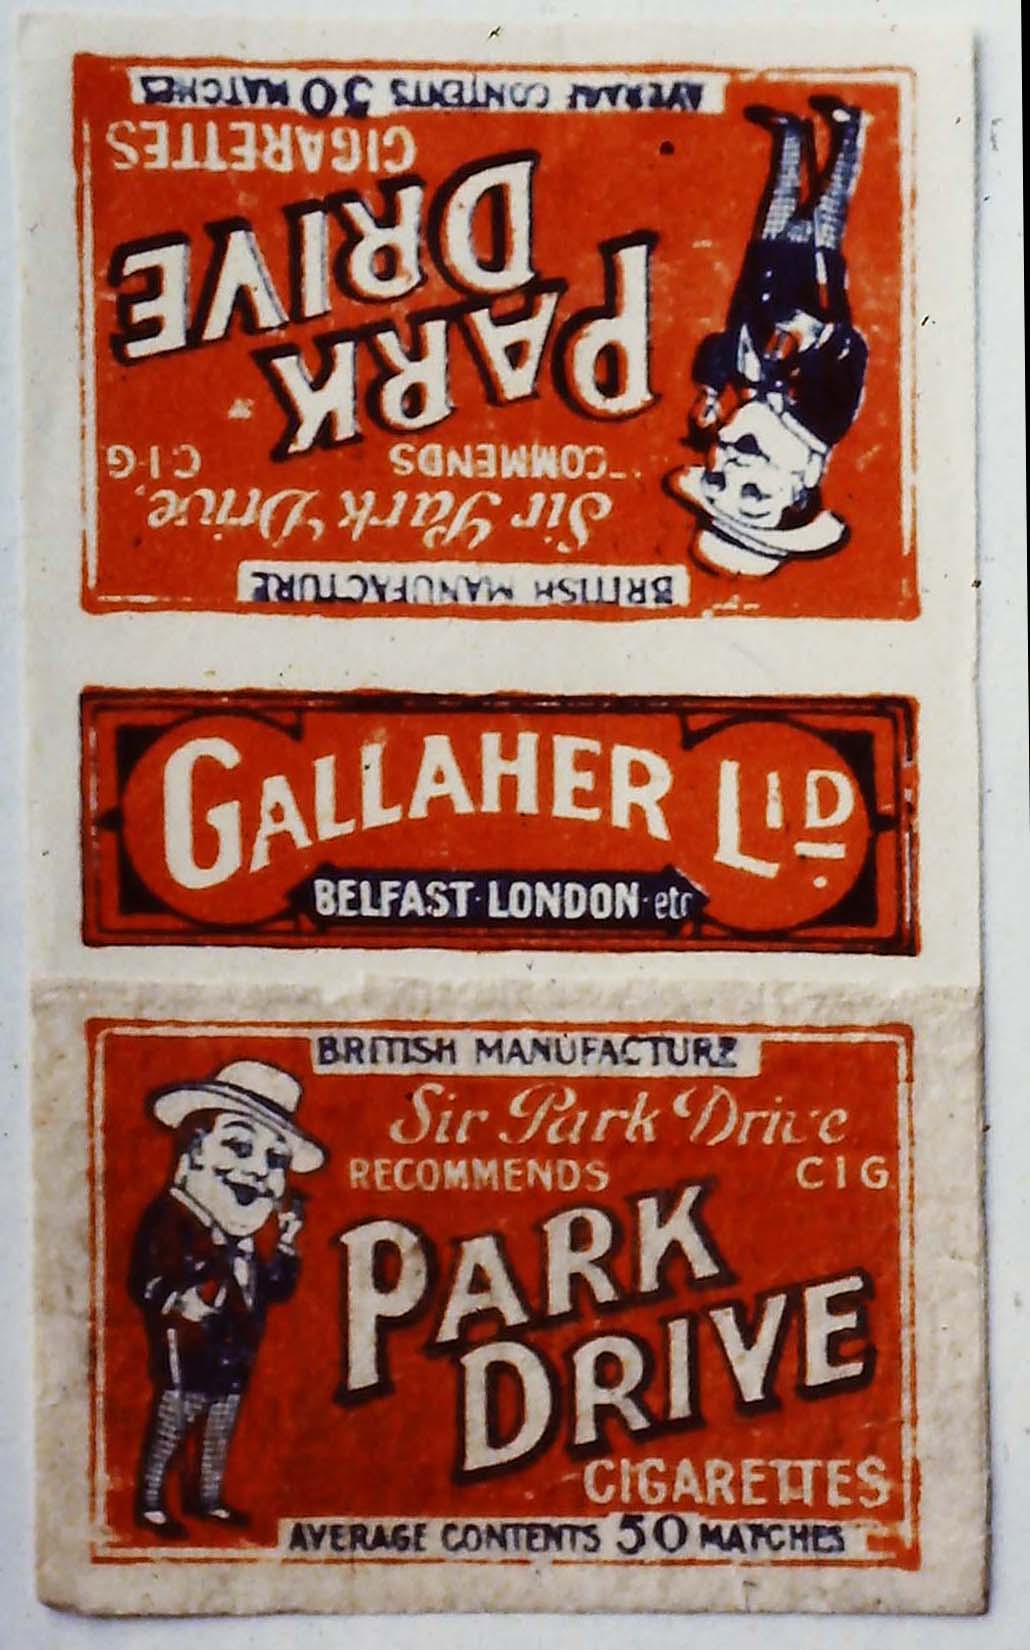 AVERAGE CONTENTS 50 MATCHES
CIGARETTES
PARK
DRIVE
COMMENDS CIG
Sir Park Drive
BRITISH MANUFACTURE
GALLAHER LTD
BELFAST · LONDON · etc
BRITISH MANUFACTURE
Sir Park Drive
RECOMMENDS CIG
PARK
DRIVE
CIGARETTES
AVERAGE CONTENTS 50 MATCHES